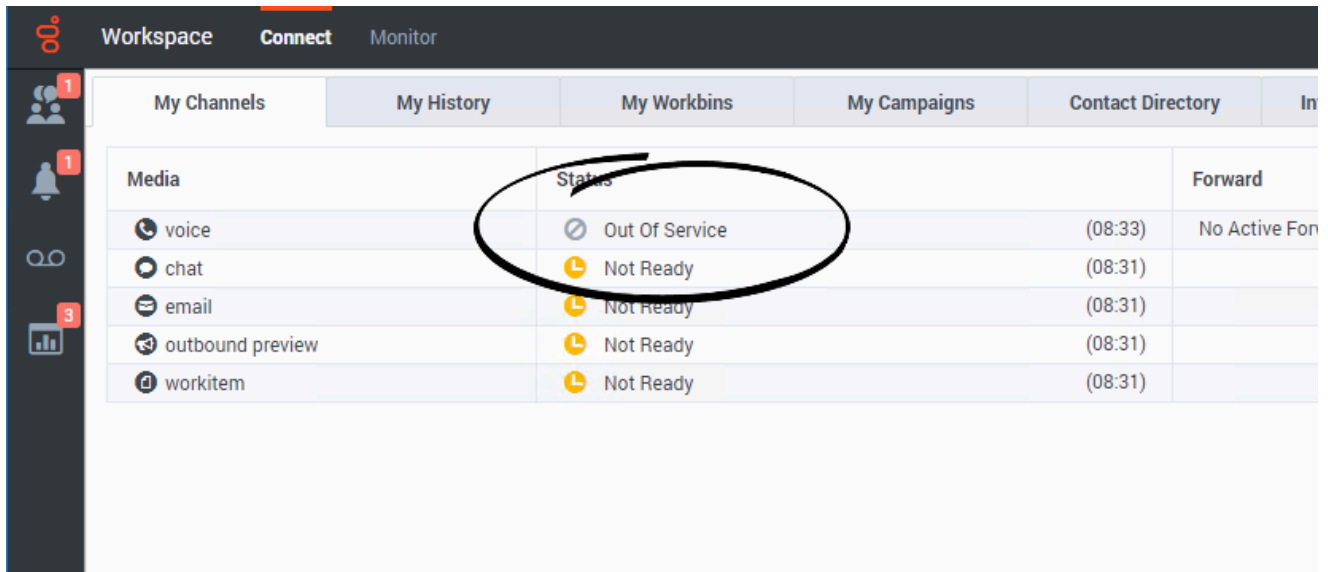 Workspace Connect Monitor
1
My Channels My History My Workbins My Campaigns Contact Directory
1
Media Status Forward
voice Out Of Service (08:33) No Active
chat Not Ready (08:31)
email Not Ready (08:31)
3
outbound preview Not Ready (08:31)
workitem Not Ready (08:31)